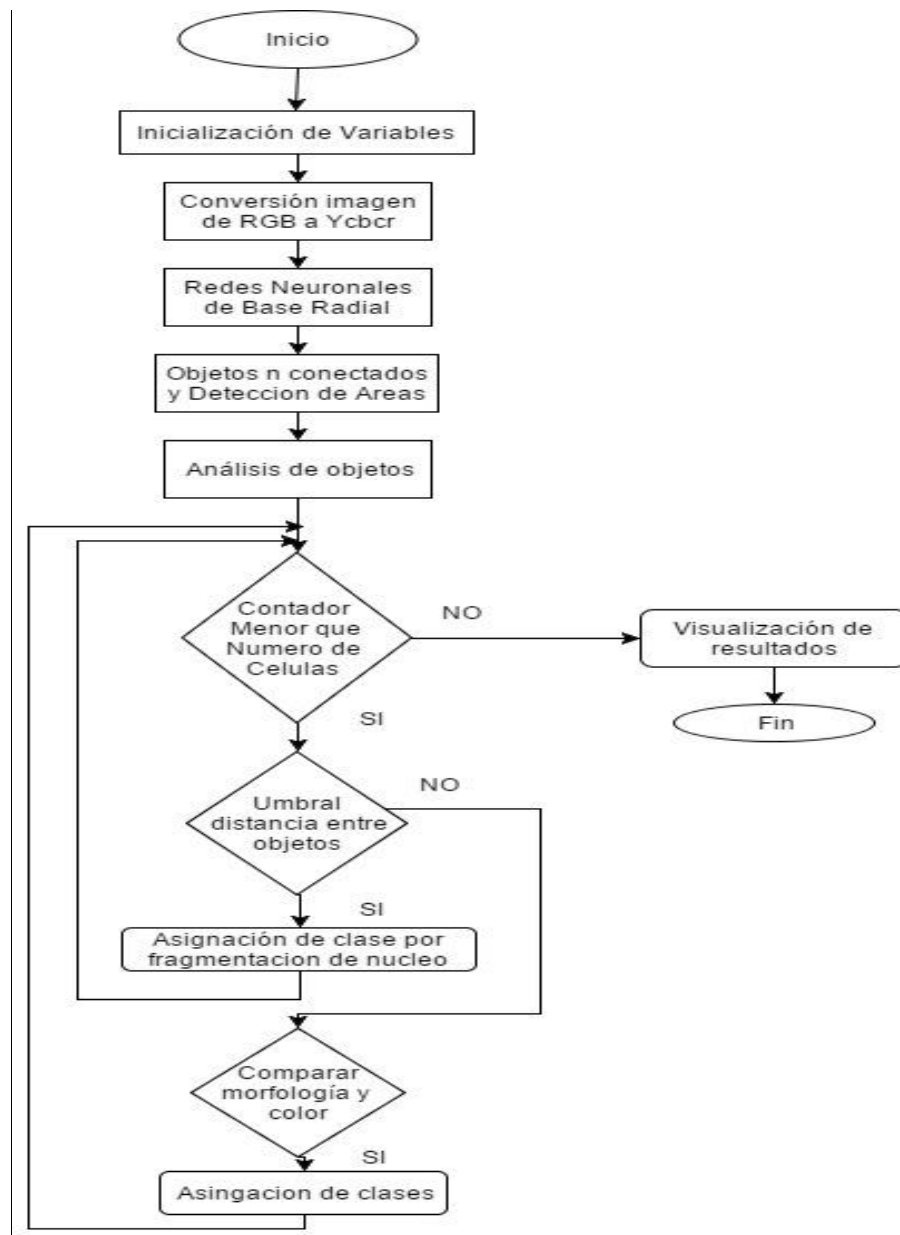 Inicio
Inicialización de Variables
Conversión imagen
de RGB a Ycbcr
Redes Neuronales
de Base Radial
Objetos n conectados
y Deteccion de Areas
Análisis de objetos
Contador
Menor que
Numero de
Celulas
NO
Visualización de
resultados
Fin
SI
Umbral
distancia entre
objetos
NO
SI
Asignación de clase por
fragmentacion de nucleo
Comparar
morfología y
color
SI
Asingacion de clases